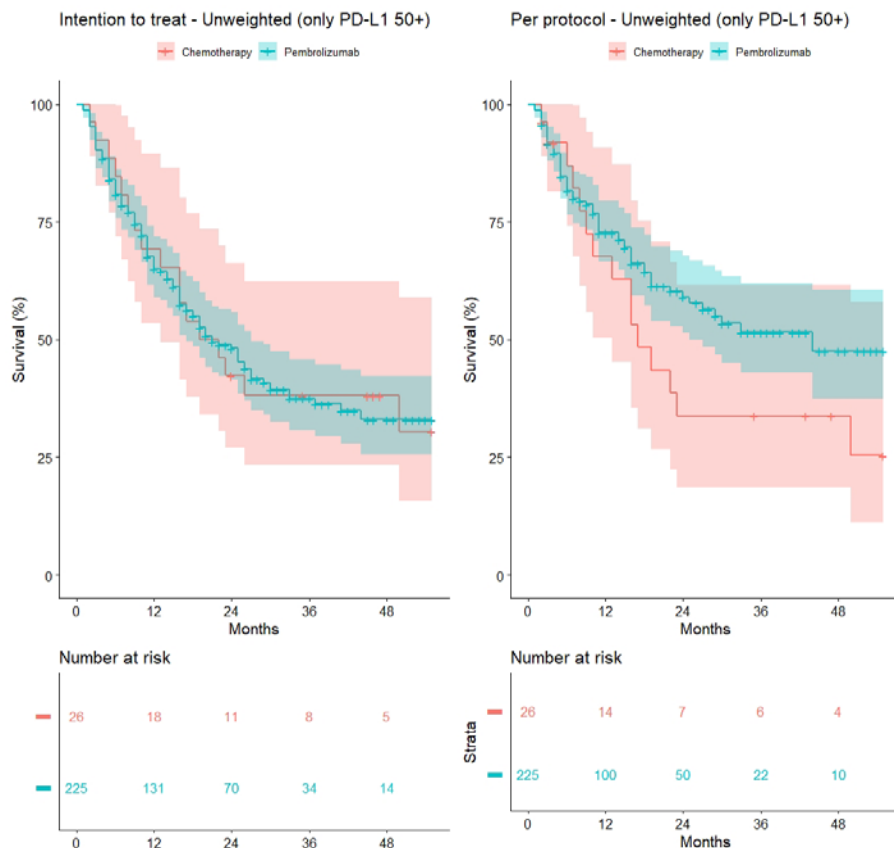 Intention to treat - Unweighted (only PD-L1 50+)
Chemotherapy Pembrolizumab
100
75
50
25
0
Survival (%)
0 12 24 36 48
Months
Number at risk
26 18 11 8 5
225 131 70 34 14
0 12 24 36 48
Months
Per protocol - Unweighted (only PD-L1 50+)
Chemotherapy Pembrolizumab
100
75
50
25
0
Survival (%)
0 12 24 36 48
Months
Number at risk
Strata
26 14 7 6 4
225 100 50 22 10
0 12 24 36 48
Months